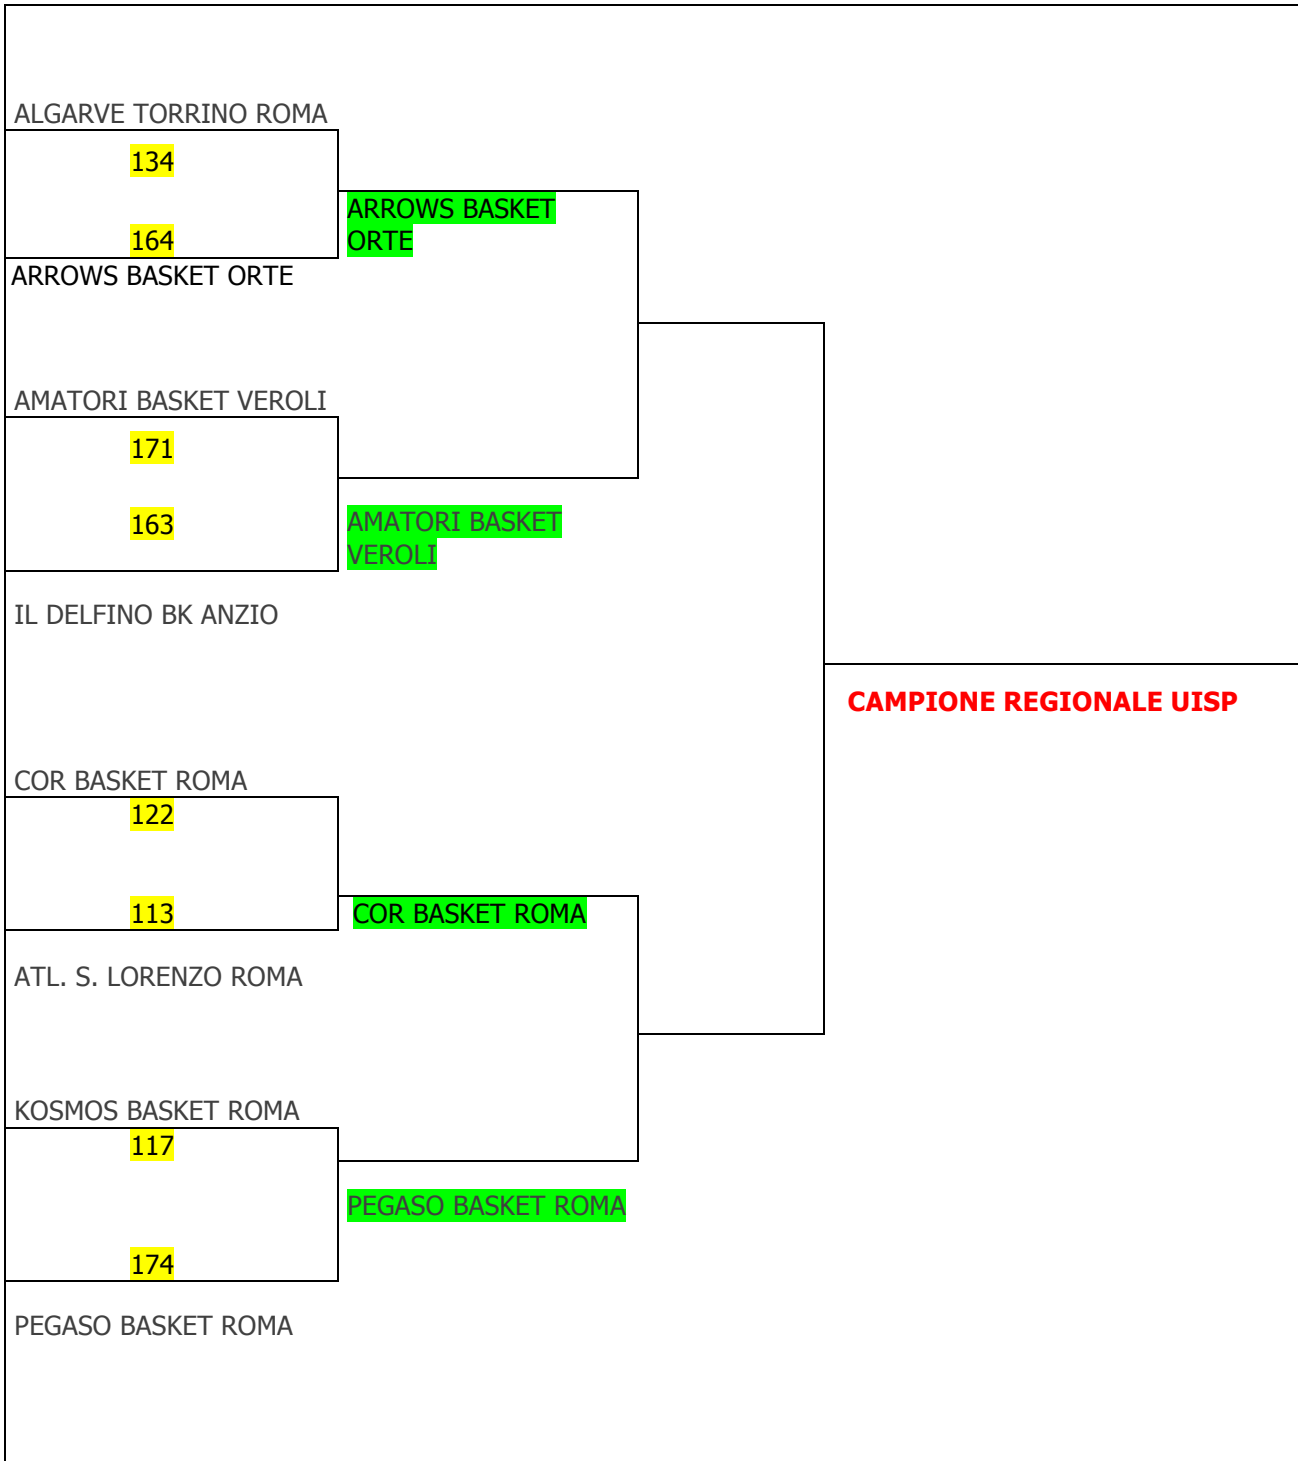 ALGARVE TORRINO ROMA
134
164
ARROWS BASKET ORTE
ARROWS BASKET
ORTE
AMATORI BASKET VEROLI
171
163
IL DELFINO BK ANZIO
AMATORI BASKET
VEROLI
CAMPIONE REGIONALE UISP
COR BASKET ROMA
122
113
ATL. S. LORENZO ROMA
COR BASKET ROMA
KOSMOS BASKET ROMA
117
174
PEGASO BASKET ROMA
PEGASO BASKET ROMA